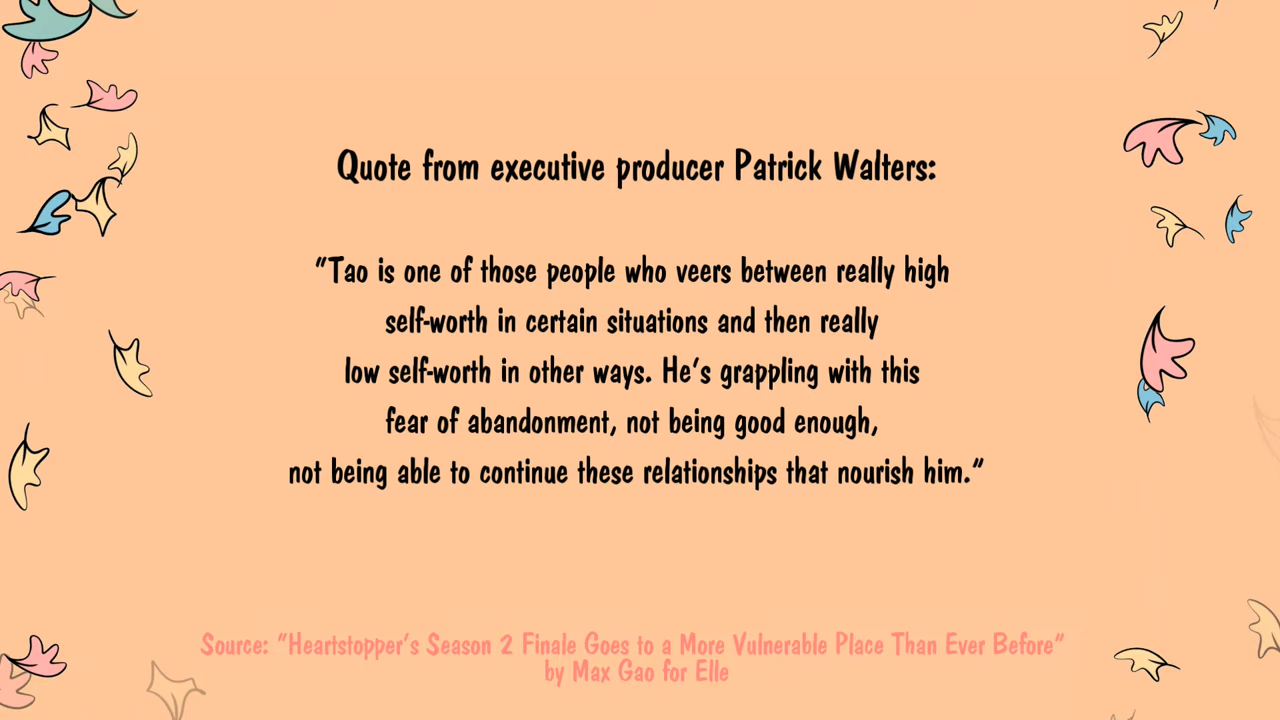 Quote from executive producer Patrick Walters:
"Tao is one of those people who veers between really high
self-worth in certain situations and then really
low self-worth in other ways. He's grappling with this
fear of abandonment, not being good enough,
not being able to continue these relationships that nourish him."
Source: "Heartstopper's Season 2 Finale Goes to a More Vulnerable Place Than Ever Before"
by Max Gao for Elle